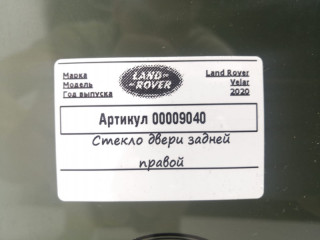 Марка LAND ROVER Land Rover
Модель Velar
Год выпуска 2020
Артикул 00009040
Стекло двери задней
правой